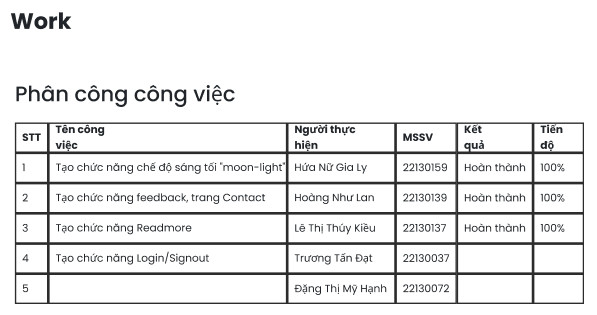 Work
Phân công công việc
STT Tên công việc Người thực hiện MSSV Kết quả Tiến độ
1 Tạo chức năng chế độ sáng tối "moon-light" Hứa Nữ Gia Ly 22130159 Hoàn thành 100%
2 Tạo chức năng feedback, trang Contact Hoàng Như Lan 22130139 Hoàn thành 100%
3 Tạo chức năng Readmore Lê Thị Thúy Kiều 22130137 Hoàn thành 100%
4 Tạo chức năng Login/Signout Trương Tấn Đạt 22130037
5 Đặng Thị Mỹ Hạnh 22130072